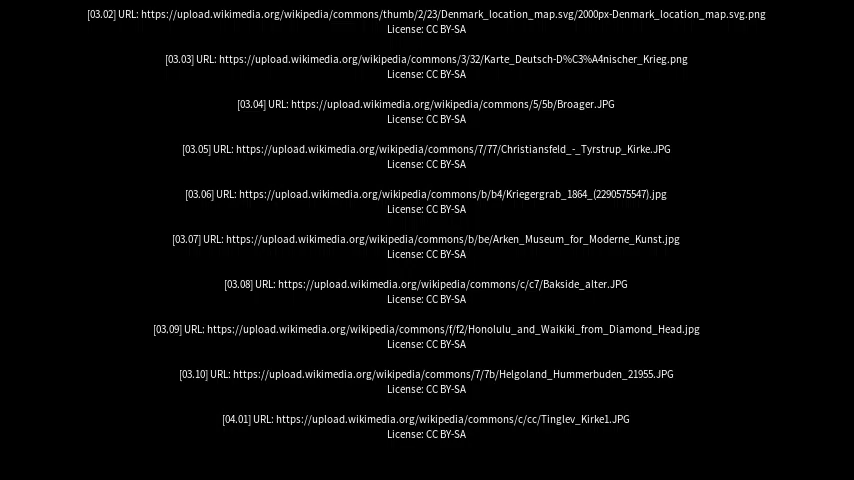 [03.02] URL: https://upload.wikimedia.org/wikipedia/commons/thumb/2/23/Denmark_location_map.svg/2000px-Denmark_location_map.svg.png
License: CC BY-SA
[03.03] URL: https://upload.wikimedia.org/wikipedia/commons/3/32/Karte_Deutsch-D%C3%A4nischer_Krieg.png
License: CC BY-SA
[03.04] URL: https://upload.wikimedia.org/wikipedia/commons/5/5b/Broager.JPG
License: CC BY-SA
[03.05] URL: https://upload.wikimedia.org/wikipedia/commons/7/77/Christiansfeld_-_Tyrstrup_Kirke.JPG
License: CC BY-SA
[03.06] URL: https://upload.wikimedia.org/wikipedia/commons/b/b4/Kriegergrab_1864_(2290575547).jpg
License: CC BY-SA
[03.07] URL: https://upload.wikimedia.org/wikipedia/commons/b/be/Arken_Museum_for_Moderne_Kunst.jpg
License: CC BY-SA
[03.08] URL: https://upload.wikimedia.org/wikipedia/commons/c/c7/Bakside_alter.JPG
License: CC BY-SA
[03.09] URL: https://upload.wikimedia.org/wikipedia/commons/f/f2/Honolulu_and_Waikiki_from_Diamond_Head.jpg
License: CC BY-SA
[03.10] URL: https://upload.wikimedia.org/wikipedia/commons/7/7b/Helgoland_Hummerbuden_21955.JPG
License: CC BY-SA
[04.01] URL: https://upload.wikimedia.org/wikipedia/commons/c/cc/Tinglev_Kirke1.JPG
License: CC BY-SA